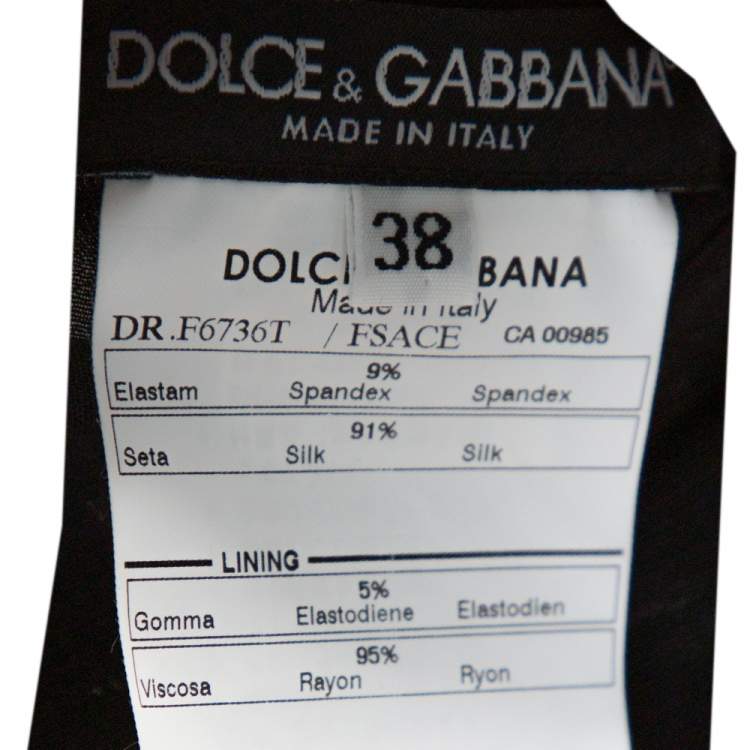 DOLCE & GABBANA
MADE IN ITALY
38
DOLC BANA
Made in Italy
DR.F6736T / FSACE CA 00985
9%
Elastam Spandex Spandex
91%
Seta Silk Silk
LINING
5%
Gomma Elastodiene Elastodien
95%
Viscosa Rayon Ryon